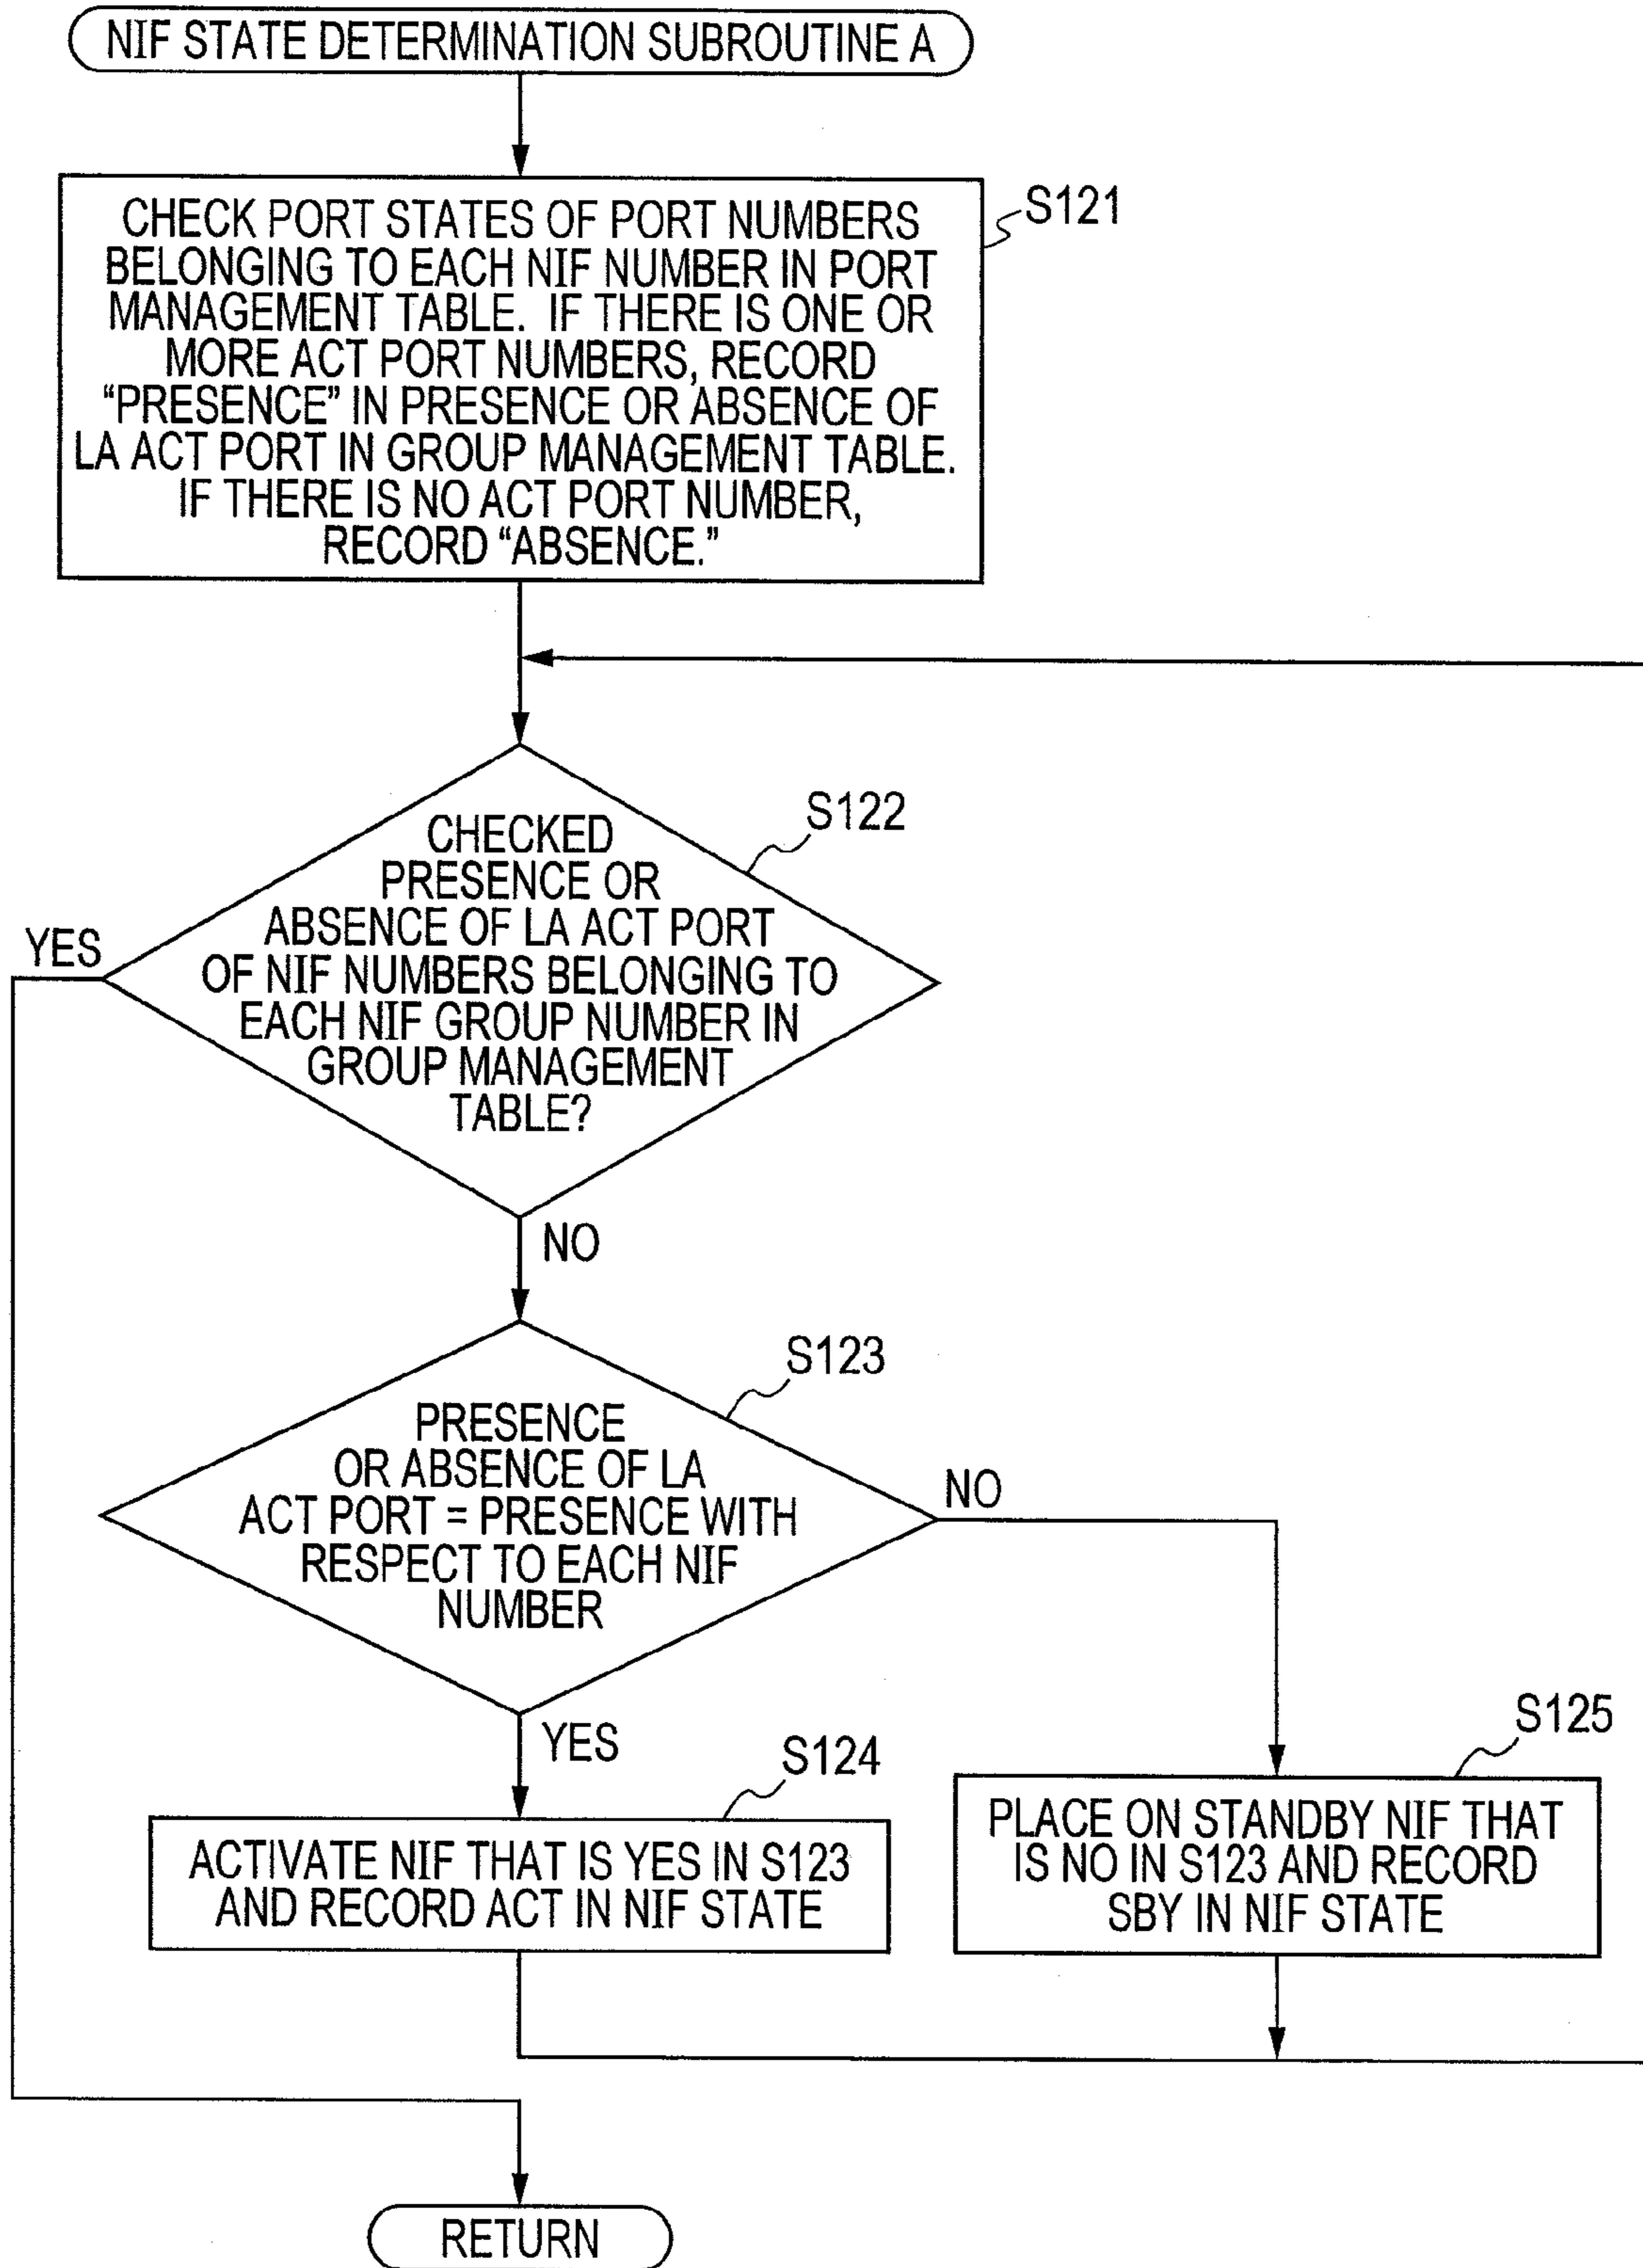 NIF STATE DETERMINATION SUBROUTINE A
S121
CHECK PORT STATES OF PORT NUMBERS
BELONGING TO EACH NIF NUMBER IN PORT
MANAGEMENT TABLE. IF THERE IS ONE OR
MORE ACT PORT NUMBERS, RECORD
“PRESENCE” IN PRESENCE OR ABSENCE OF
LA ACT PORT IN GROUP MANAGEMENT TABLE.
IF THERE IS NO ACT PORT NUMBER,
RECORD “ABSENCE.”
S122
CHECKED
PRESENCE OR
ABSENCE OF LA ACT PORT
OF NIF NUMBERS BELONGING TO
EACH NIF GROUP NUMBER IN
GROUP MANAGEMENT
TABLE?
YES
NO
S123
PRESENCE
OR ABSENCE OF LA
ACT PORT = PRESENCE WITH
RESPECT TO EACH NIF
NUMBER
NO
YES
S124
ACTIVATE NIF THAT IS YES IN S123
AND RECORD ACT IN NIF STATE
S125
PLACE ON STANDBY NIF THAT
IS NO IN S123 AND RECORD
SBY IN NIF STATE
RETURN